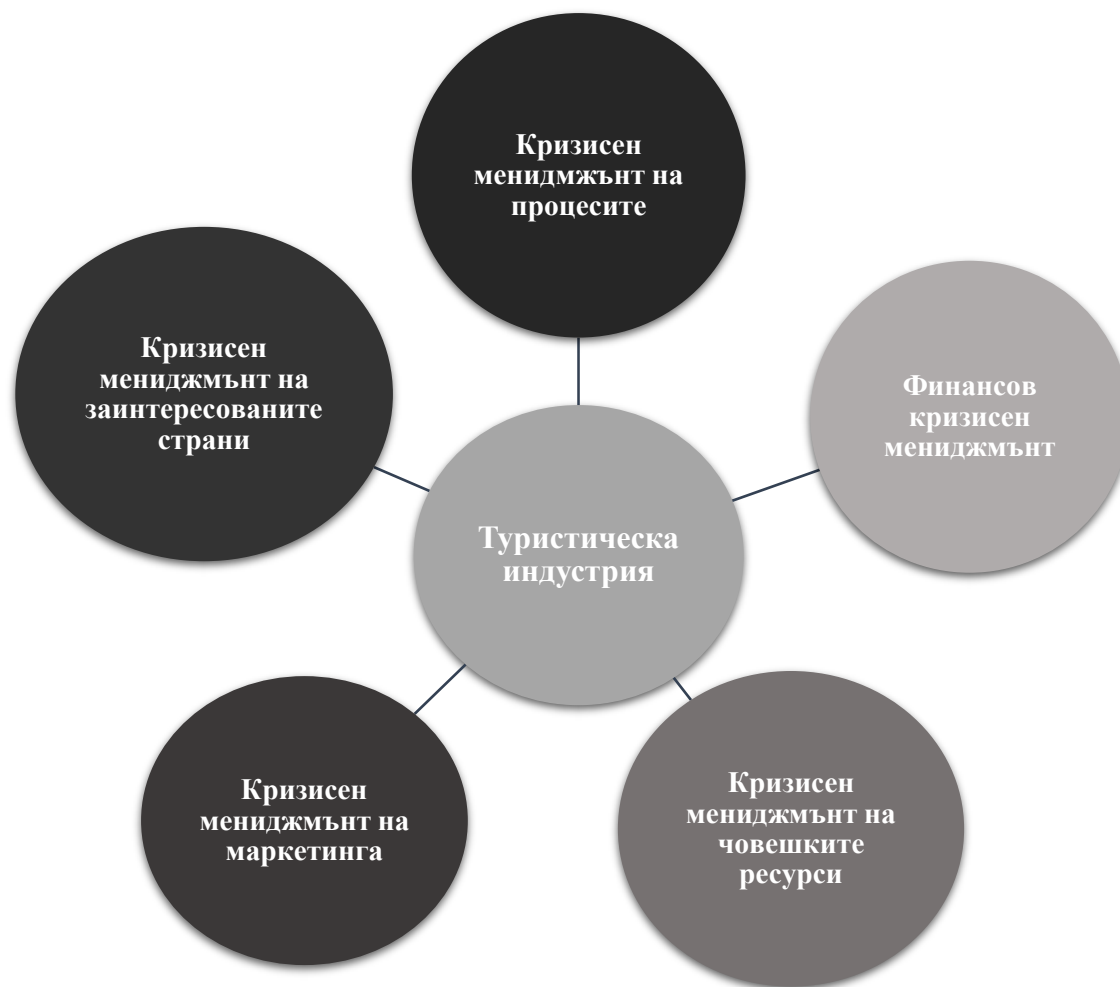 Кризисен
менидмжънт на
процесите
Финансов
кризисен
мениджмънт
Кризисен
мениджмънт на
човешките
ресурси
Кризисен
мениджмънт на
маркетинга
Кризисен
мениджмънт на
заинтересованите
страни
Туристическа
индустрия